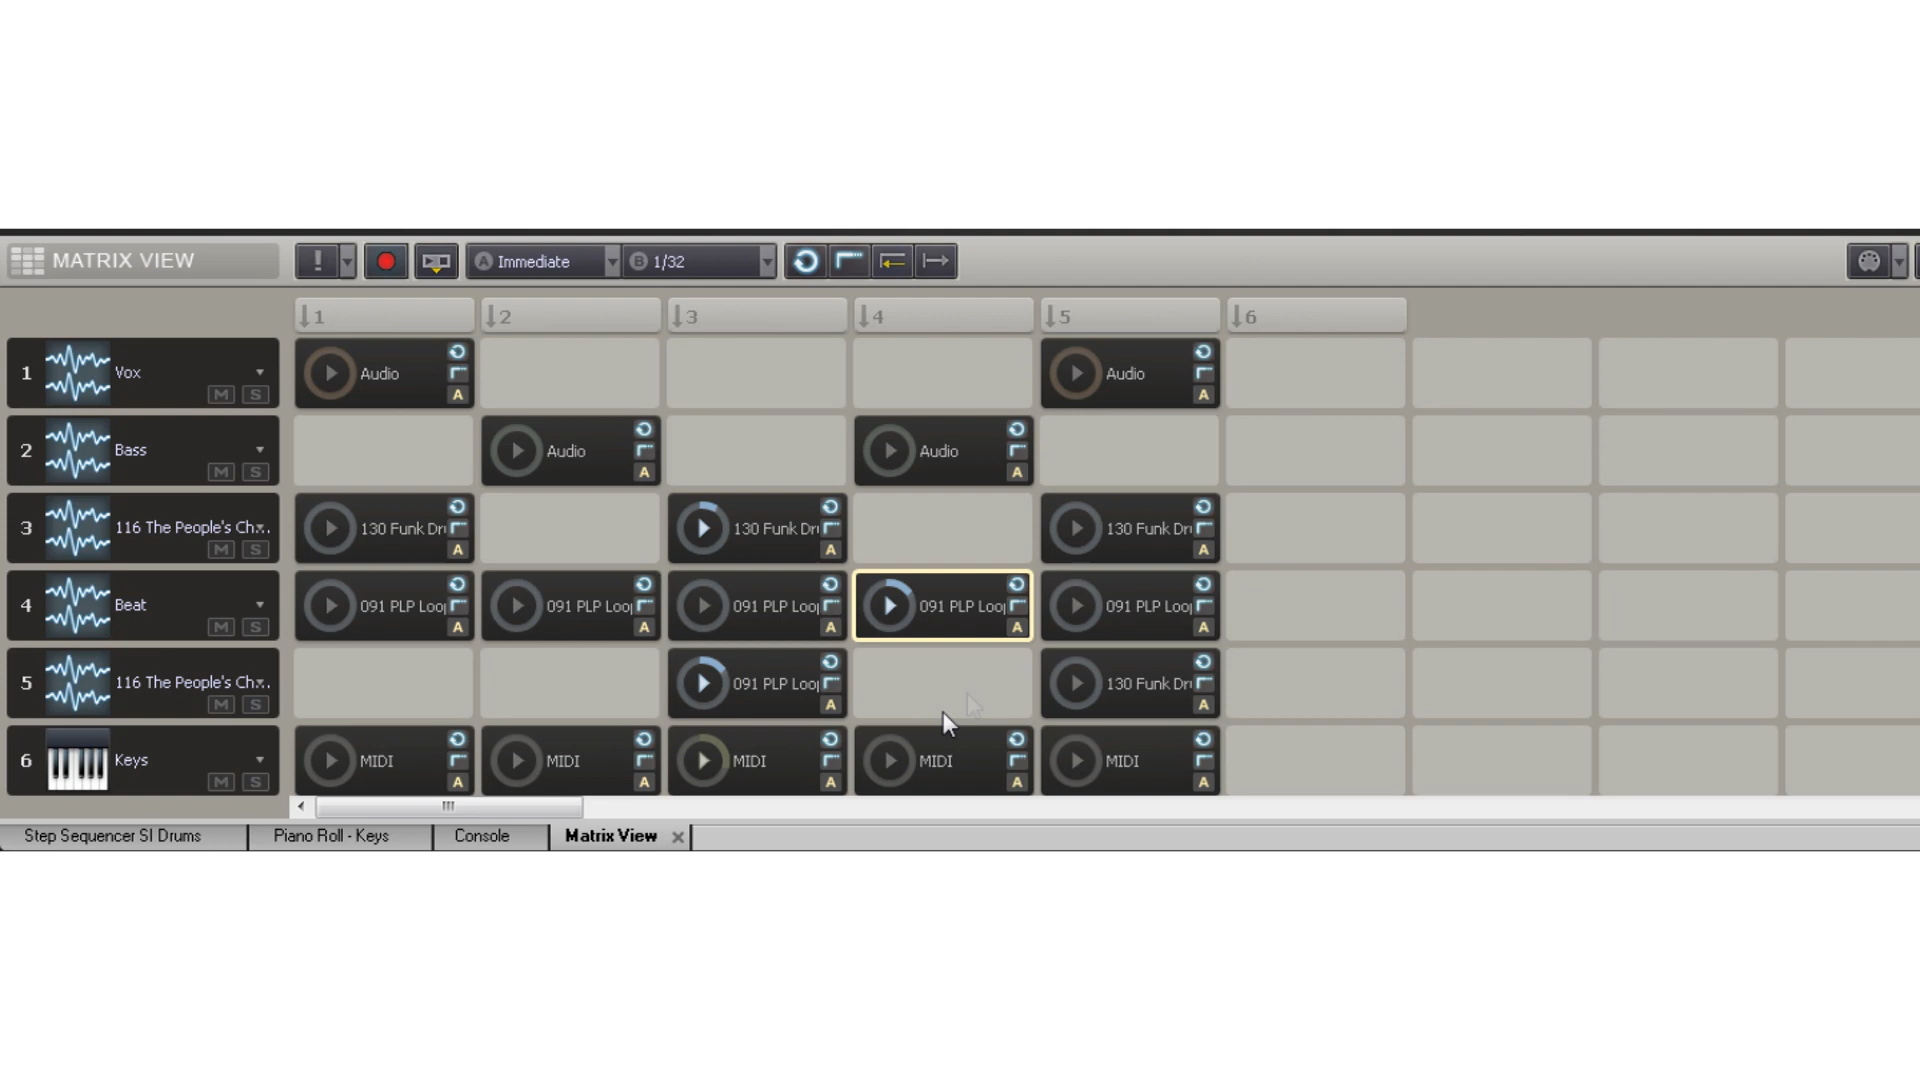 MATRIX VIEW ! A Immediate B 1/32
1 2 3 4 5 6
1 Vox M S Audio A Audio A
2 Bass M S Audio A Audio A
3 116 The People's Ch... M S 130 Funk Dr A 130 Funk Dr A 130 Funk Dr A
4 Beat M S 091 PLP Loo A 091 PLP Loo A 091 PLP Loo A 091 PLP Loo A 091 PLP Loo A
5 116 The People's Ch... M S 091 PLP Loo A 130 Funk Dr A
6 Keys M S MIDI A MIDI A MIDI A MIDI A MIDI A
Step Sequencer SI Drums Piano Roll - Keys Console Matrix View